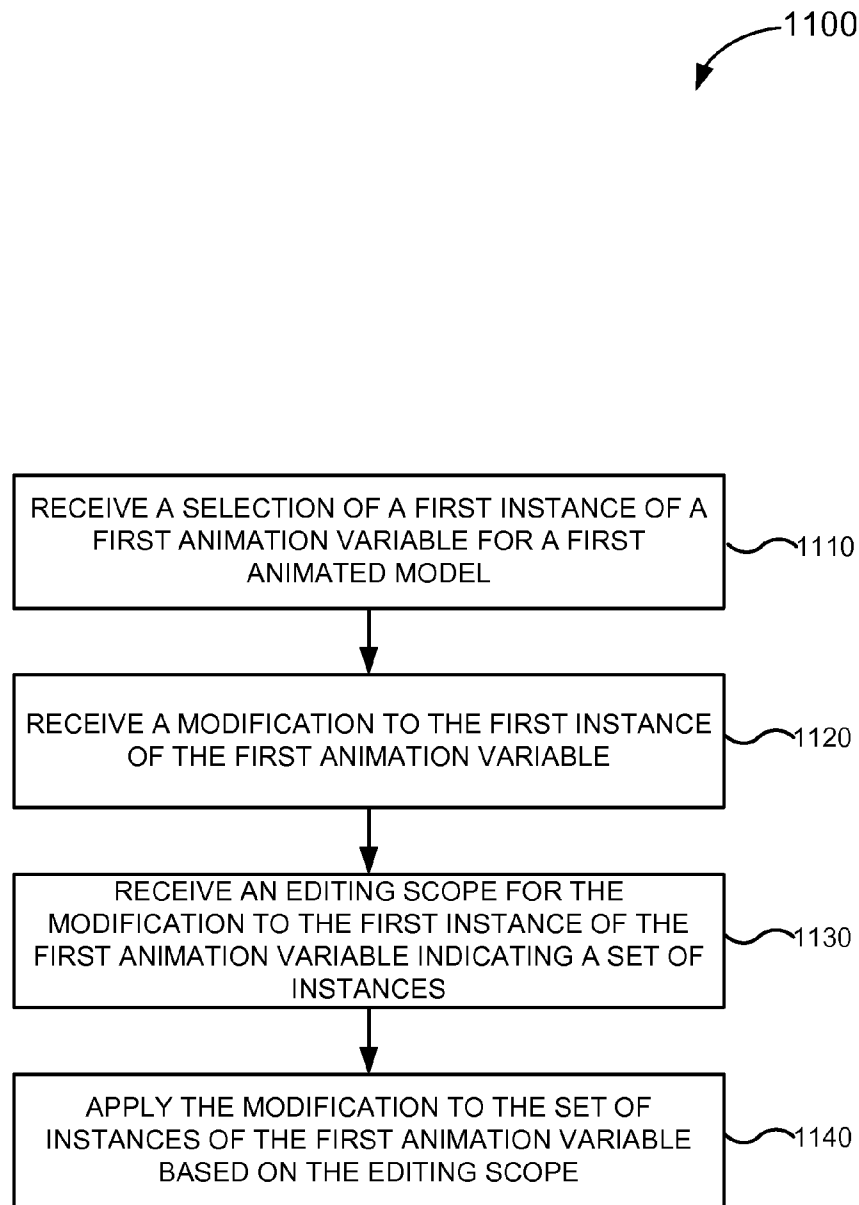 1100
RECEIVE A SELECTION OF A FIRST INSTANCE OF A
FIRST ANIMATION VARIABLE FOR A FIRST
ANIMATED MODEL
1110
RECEIVE A MODIFICATION TO THE FIRST INSTANCE
OF THE FIRST ANIMATION VARIABLE
1120
RECEIVE AN EDITING SCOPE FOR THE
MODIFICATION TO THE FIRST INSTANCE OF THE
FIRST ANIMATION VARIABLE INDICATING A SET OF
INSTANCES
1130
APPLY THE MODIFICATION TO THE SET OF
INSTANCES OF THE FIRST ANIMATION VARIABLE
BASED ON THE EDITING SCOPE
1140